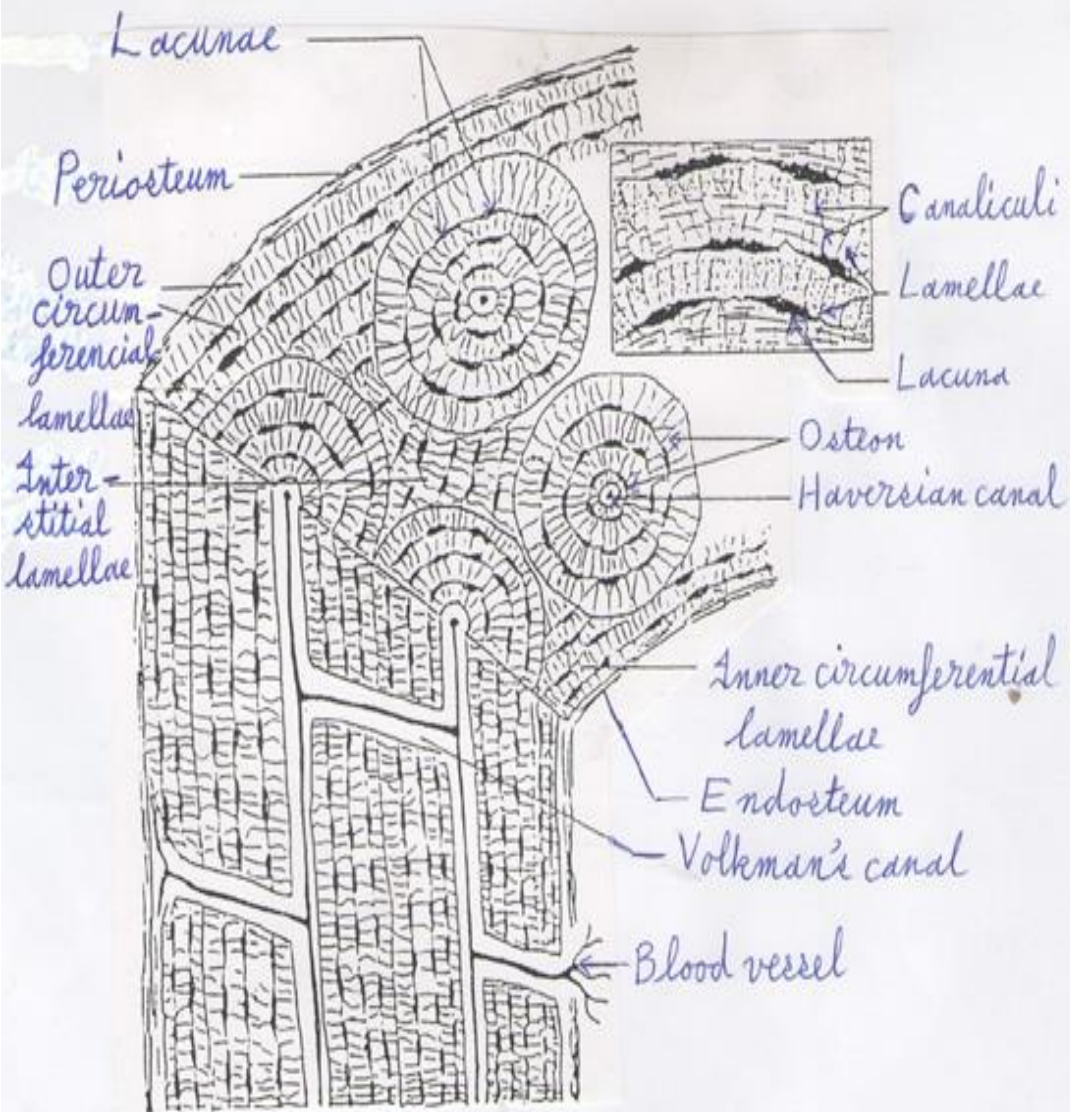 Lacunae
Periosteum
Outer
circum-
ferencial
lamellae
Inter-
stitial
lamellae
Canaliculi
Lamellae
Lacuna
Osteon
Haversian canal
Inner circumferential
lamellae
Endosteum
Volkman's canal
Blood vessel